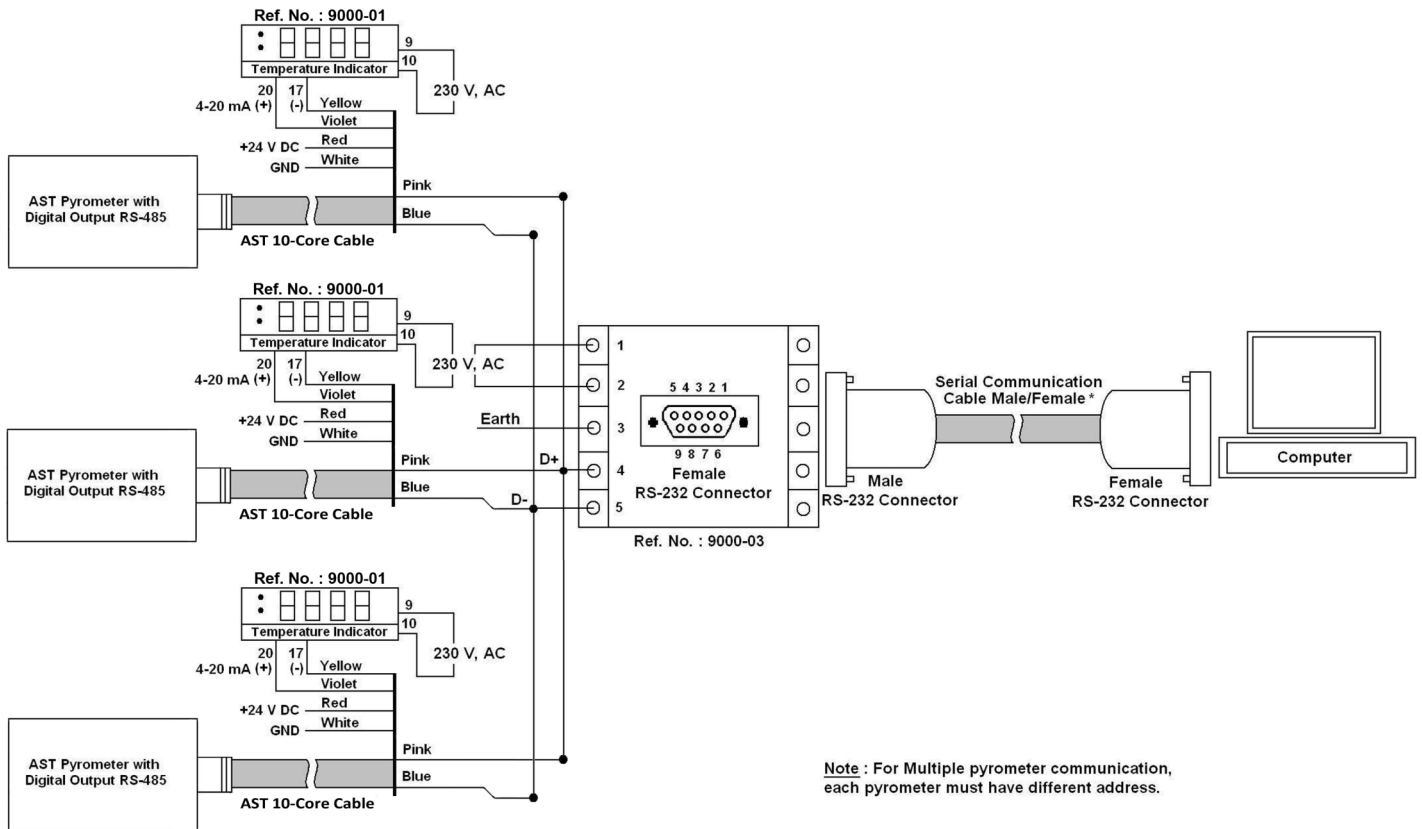 Ref. No. : 9000-01
9
Temperature Indicator
10
20 17
230 V, AC
4-20 mA (+) (-) Yellow
Violet
+24 V DC Red
GND White
AST Pyrometer with
Digital Output RS-485
Pink
Blue
AST 10-Core Cable
Ref. No. : 9000-01
9
Temperature Indicator
10
20 17
230 V, AC
4-20 mA (+) (-) Yellow
Violet
+24 V DC Red
GND White
AST Pyrometer with
Digital Output RS-485
Pink
Blue
AST 10-Core Cable
D+
D-
Earth
1
2
3
4
5
5 4 3 2 1
9 8 7 6
Female
RS-232 Connector
Ref. No. : 9000-03
Male
RS-232 Connector
Serial Communication
Cable Male/Female *
Female
RS-232 Connector
Computer
Ref. No. : 9000-01
9
Temperature Indicator
10
20 17
230 V, AC
4-20 mA (+) (-) Yellow
Violet
+24 V DC Red
GND White
AST Pyrometer with
Digital Output RS-485
Pink
Blue
AST 10-Core Cable
Note : For Multiple pyrometer communication,
each pyrometer must have different address.